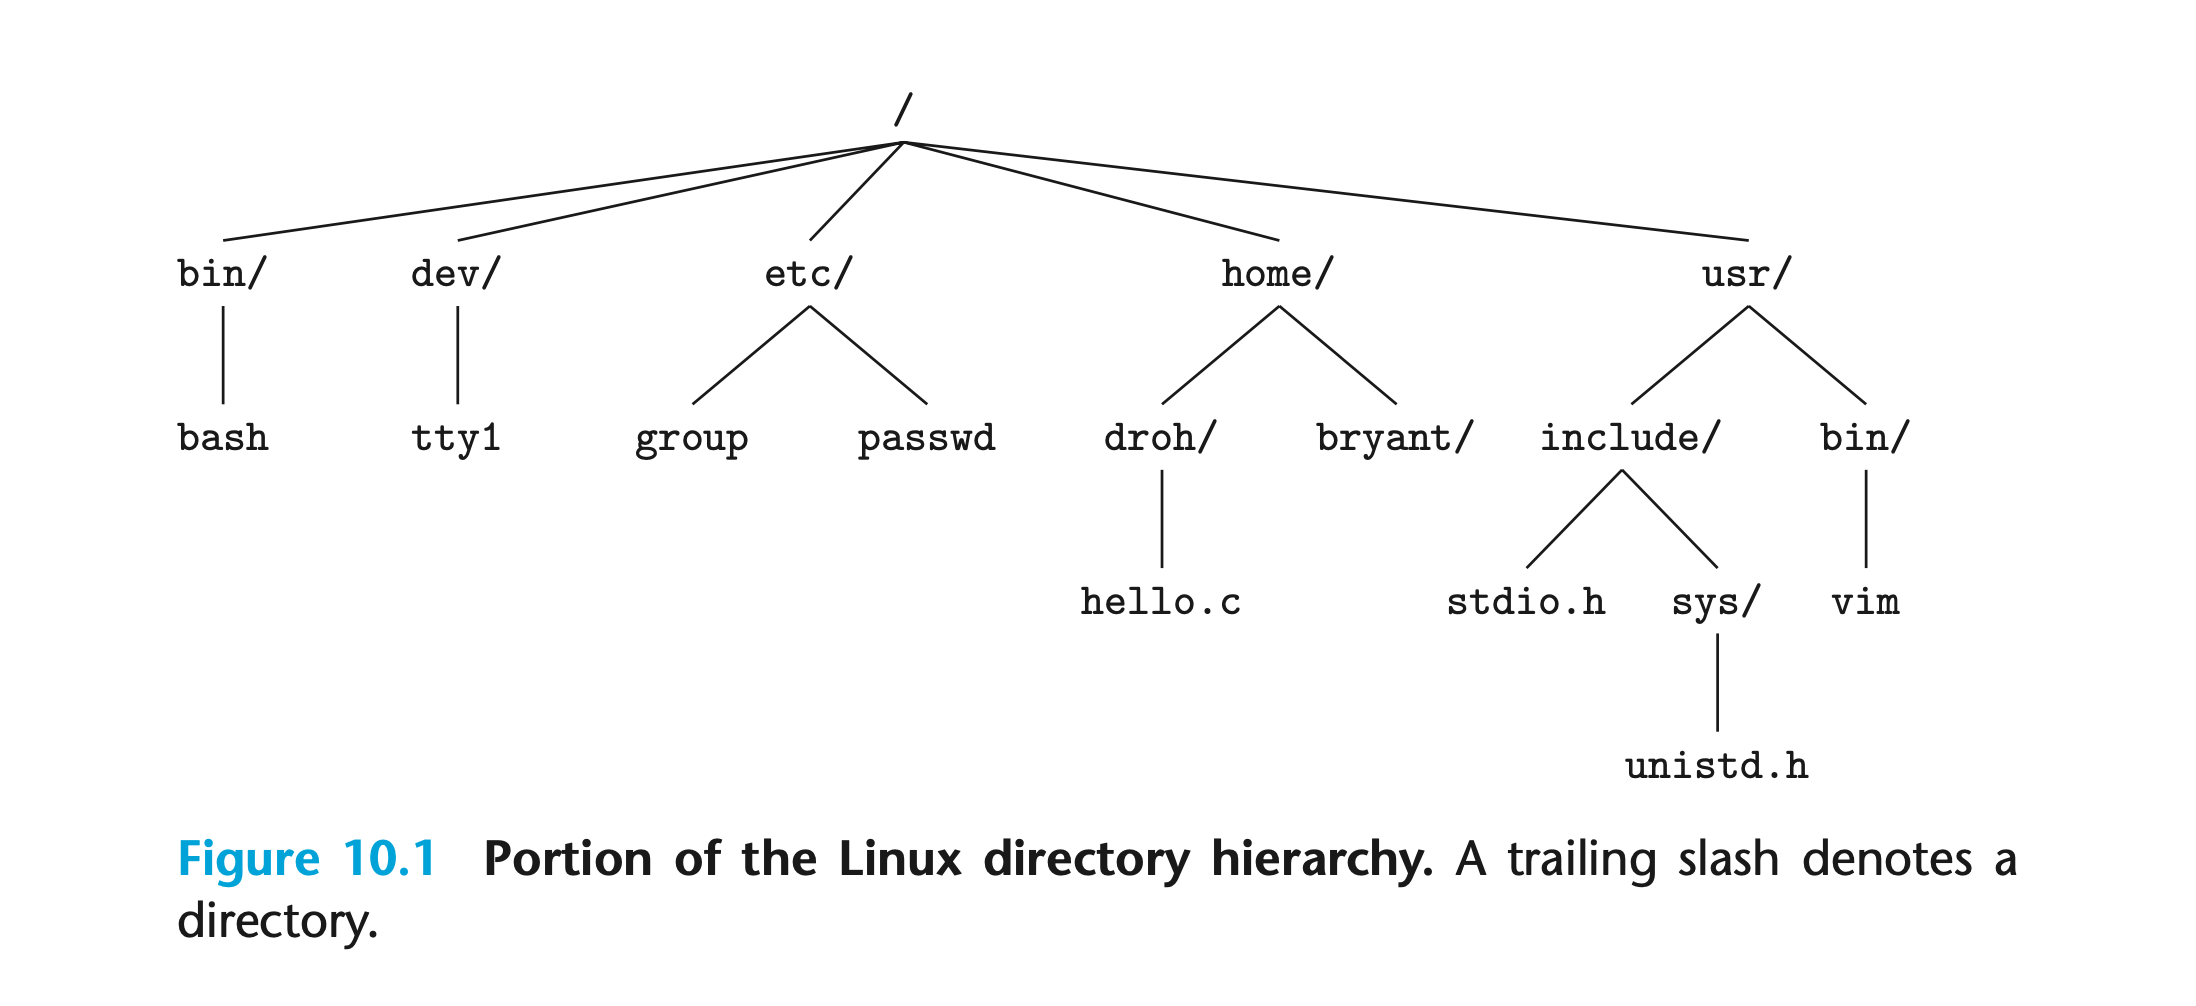 /
bin/ dev/ etc/ home/ usr/
bash tty1 group passwd droh/ bryant/ include/ bin/
hello.c stdio.h sys/ vim
unistd.h
Figure 10.1 Portion of the Linux directory hierarchy. A trailing slash denotes a
directory.